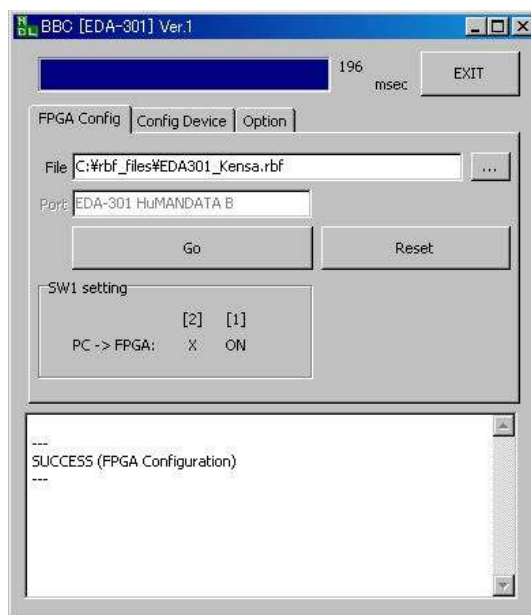 BBC [EDA-301] Ver.1
196
msec
EXIT
FPGA Config
Config Device
Option
File
C:¥rbf_files¥EDA301_Kensa.rbf
...
Port
EDA-301 HuMANDATA B
Go
Reset
SW1 setting
[2] [1]
PC -> FPGA: X ON
---
SUCCESS (FPGA Configuration)
---